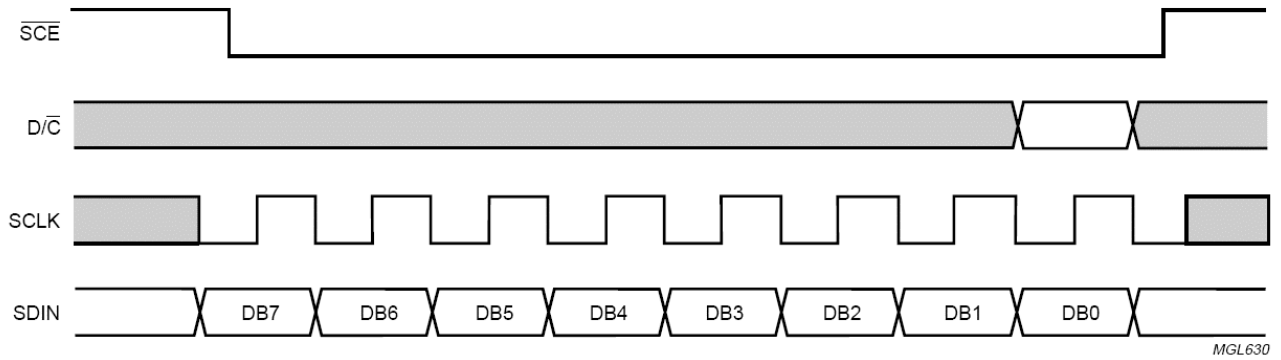 SCE
D/C
SCLK
SDIN DB7 DB6 DB5 DB4 DB3 DB2 DB1 DB0
MGL630